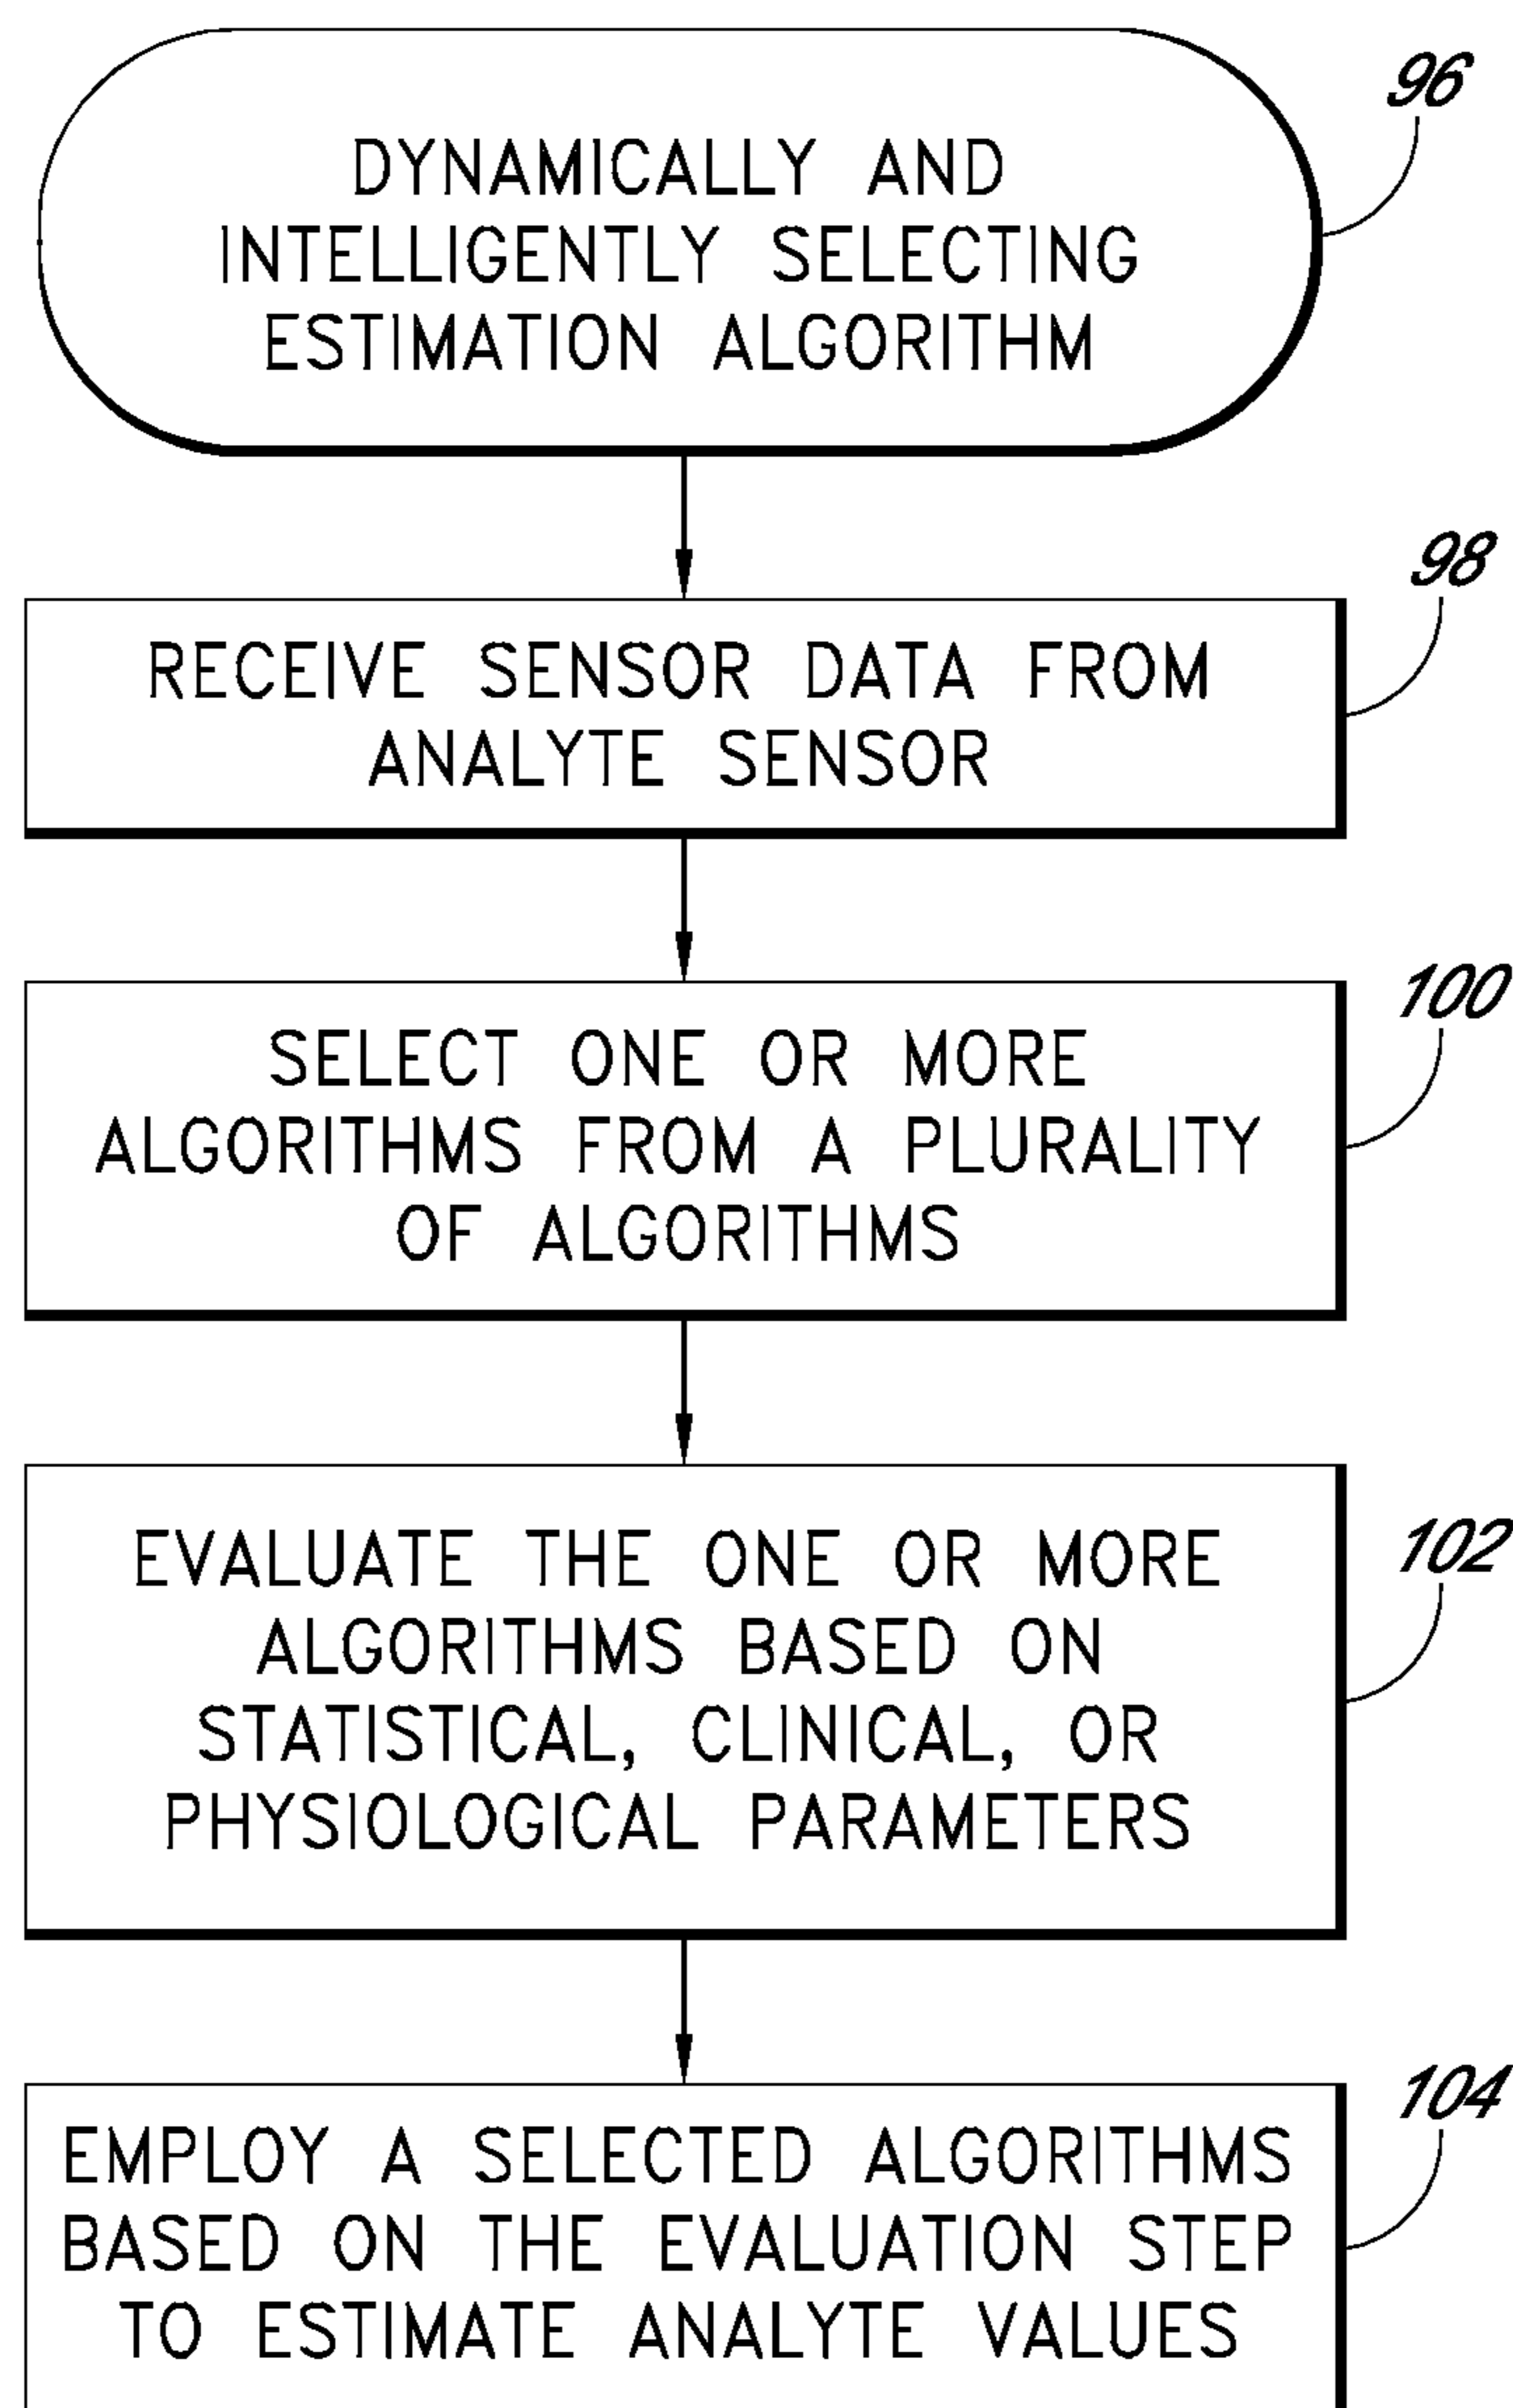 96
DYNAMICALLY AND
INTELLIGENTLY SELECTING
ESTIMATION ALGORITHM
98
RECEIVE SENSOR DATA FROM
ANALYTE SENSOR
100
SELECT ONE OR MORE
ALGORITHMS FROM A PLURALITY
OF ALGORITHMS
102
EVALUATE THE ONE OR MORE
ALGORITHMS BASED ON
STATISTICAL, CLINICAL, OR
PHYSIOLOGICAL PARAMETERS
104
EMPLOY A SELECTED ALGORITHMS
BASED ON THE EVALUATION STEP
TO ESTIMATE ANALYTE VALUES